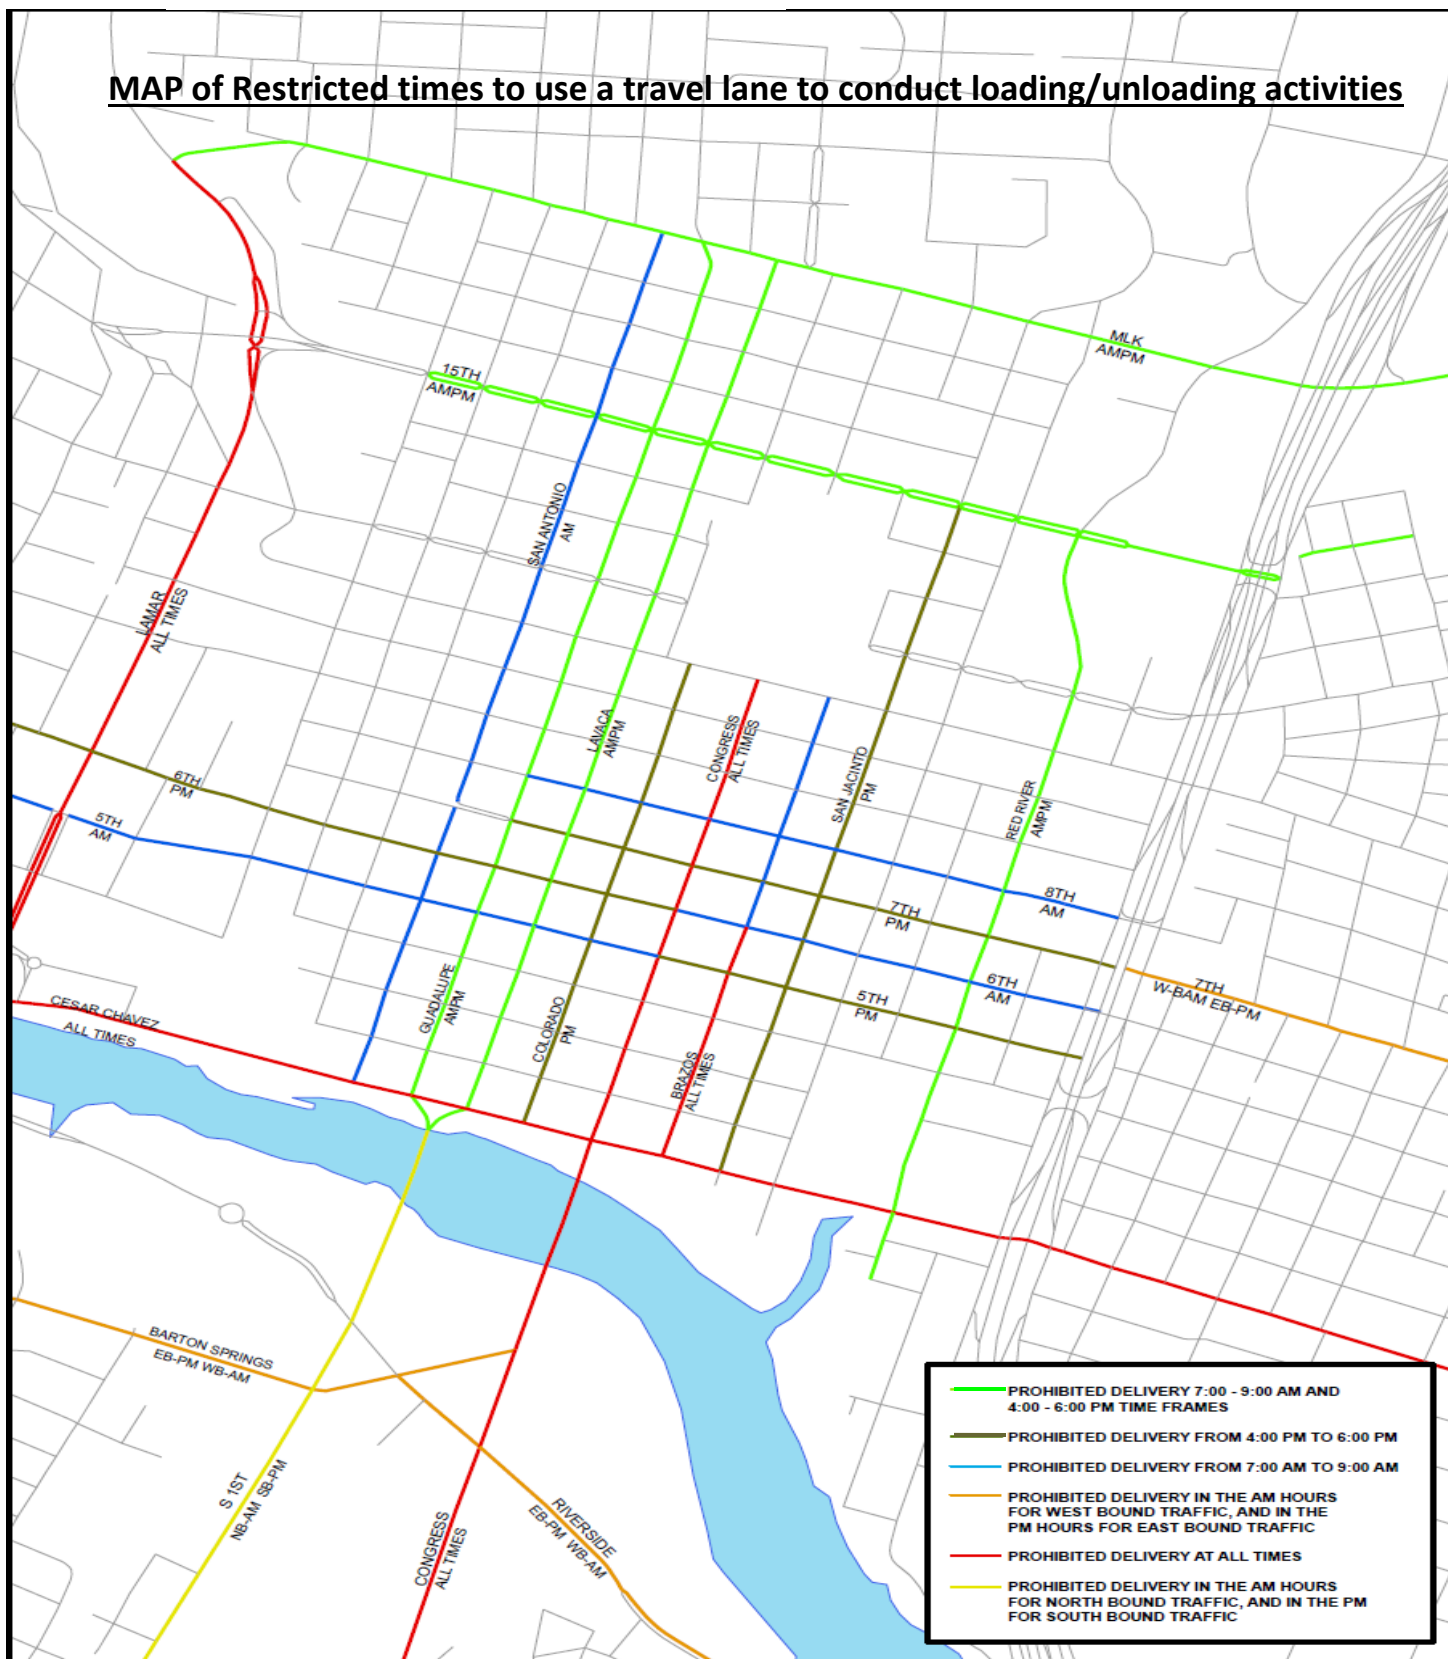 MAP of Restricted times to use a travel lane to conduct loading/unloading activities
MLK
AMPM
15TH
AMPM
SAN ANTONIO
AM
LAMAR
ALL TIMES
LAVACA
AMPM
CONGRESS
ALL TIMES
SAN JACINTO
PM
RED RIVER
AMPM
6TH
PM
5TH
AM
8TH
AM
7TH
PM
6TH
AM
7TH
W-BAM EB-PM
5TH
PM
GUADALUPE
AMPM
COLORADO
PM
CESAR CHAVEZ
ALL TIMES
BRAZOS
ALL TIMES
BARTON SPRINGS
EB-PM WB-AM
S 1ST
NB-AM SB-PM
CONGRESS
ALL TIMES
RIVERSIDE
EB-PM WB-AM
PROHIBITED DELIVERY 7:00 - 9:00 AM AND
4:00 - 6:00 PM TIME FRAMES
PROHIBITED DELIVERY FROM 4:00 PM TO 6:00 PM
PROHIBITED DELIVERY FROM 7:00 AM TO 9:00 AM
PROHIBITED DELIVERY IN THE AM HOURS
FOR WEST BOUND TRAFFIC, AND IN THE
PM HOURS FOR EAST BOUND TRAFFIC
PROHIBITED DELIVERY AT ALL TIMES
PROHIBITED DELIVERY IN THE AM HOURS
FOR NORTH BOUND TRAFFIC, AND IN THE PM
FOR SOUTH BOUND TRAFFIC